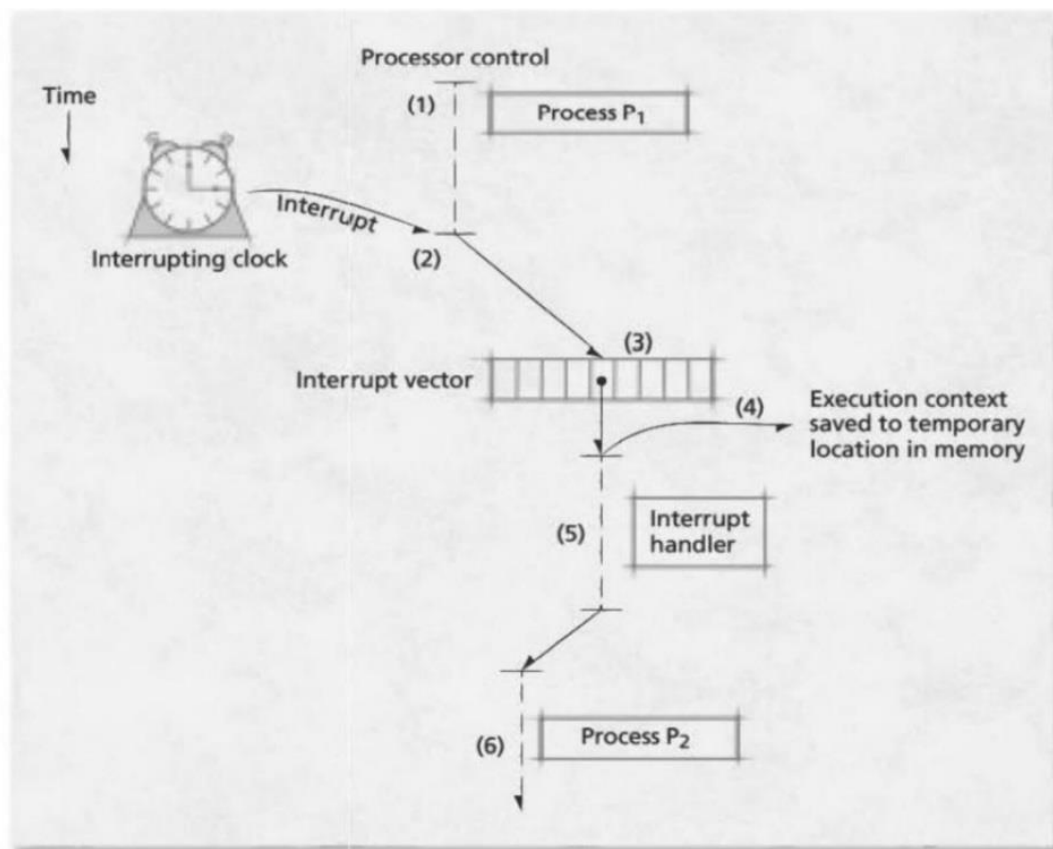 Processor control
Time
(1)
Process P₁
Interrupt
Interrupting clock
(2)
(3)
Interrupt vector
(4)
Execution context
saved to temporary
location in memory
(5)
Interrupt
handler
(6)
Process P₂